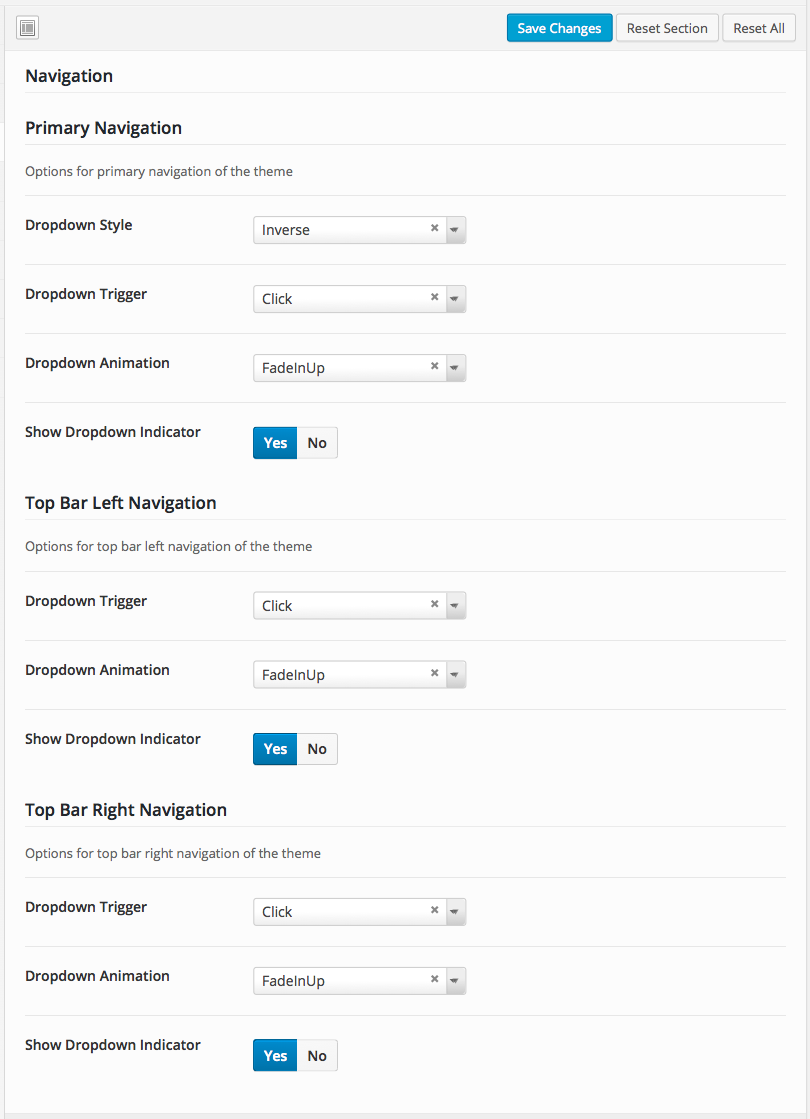 Save Changes Reset Section Reset All
Navigation
Primary Navigation
Options for primary navigation of the theme
Dropdown Style Inverse
Dropdown Trigger Click
Dropdown Animation FadeInUp
Show Dropdown Indicator Yes No
Top Bar Left Navigation
Options for top bar left navigation of the theme
Dropdown Trigger Click
Dropdown Animation FadeInUp
Show Dropdown Indicator Yes No
Top Bar Right Navigation
Options for top bar right navigation of the theme
Dropdown Trigger Click
Dropdown Animation FadeInUp
Show Dropdown Indicator Yes No